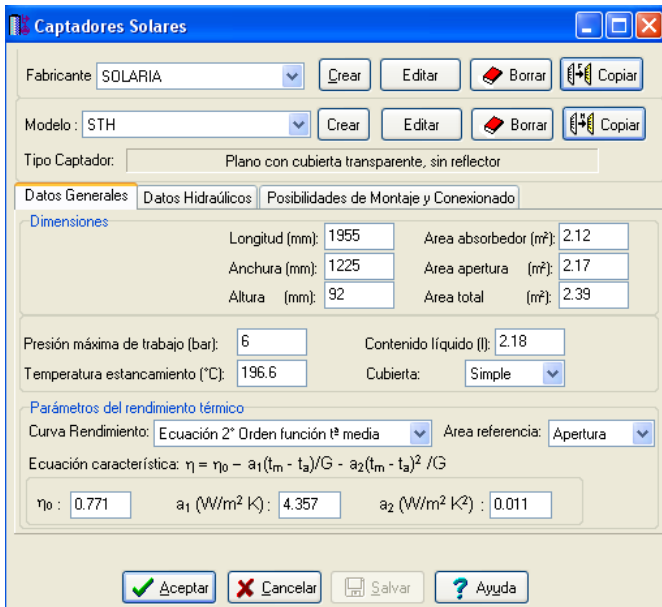 Captadores Solares
Fabricante SOLARIA Crear Editar Borrar Copiar
Modelo : STH Crear Editar Borrar Copiar
Tipo Captador: Plano con cubierta transparente, sin reflector
Datos Generales Datos Hidraúlicos Posibilidades de Montaje y Conexionado
Dimensiones
Longitud (mm): 1955 Area absorbedor (m²): 2.12
Anchura (mm): 1225 Area apertura (m²): 2.17
Altura (mm): 92 Area total (m²): 2.39
Presión máxima de trabajo (bar): 6 Contenido líquido (l): 2.18
Temperatura estancamiento (°C): 196.6 Cubierta: Simple
Parámetros del rendimiento térmico
Curva Rendimiento: Ecuación 2° Orden función tª media Area referencia: Apertura
Ecuación característica: η = η₀ – a₁(tₘ - tₐ)/G - a₂(tₘ - tₐ)² /G
η₀ : 0.771 a₁ (W/m² K) : 4.357 a₂ (W/m² K²) : 0.011
Aceptar Cancelar Salvar Ayuda